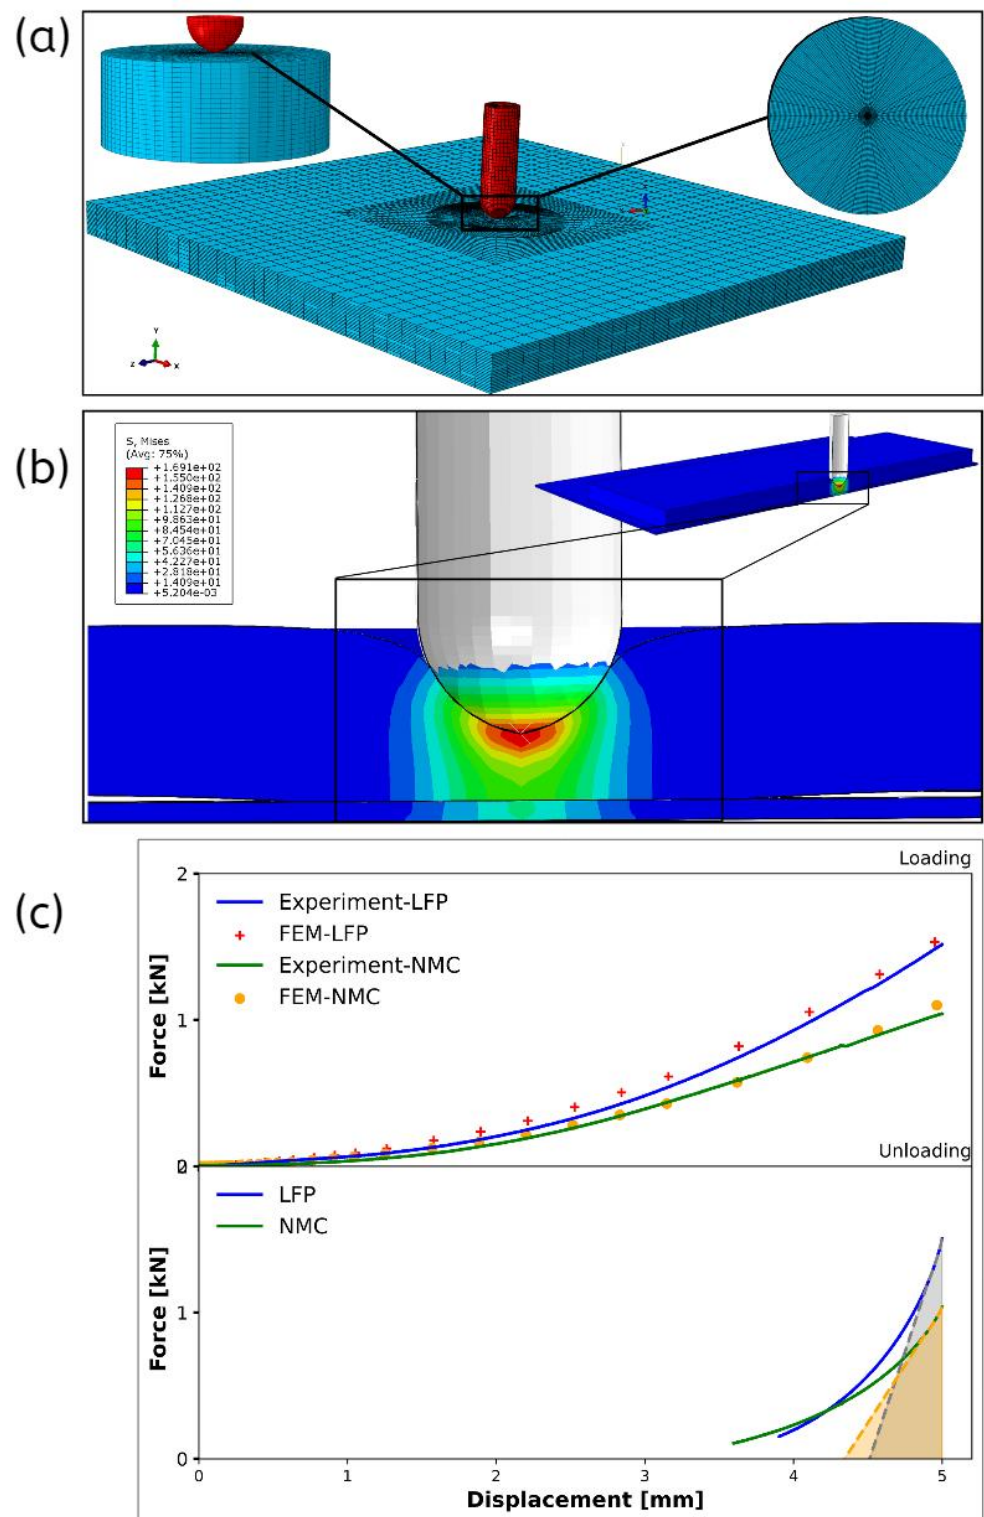 (a)
Y
Z
X
(b)
S, Mises
(Avg: 75%)
+1.691e+02
+1.550e+02
+1.409e+02
+1.268e+02
+1.127e+02
+9.863e+01
+8.454e+01
+7.045e+01
+5.636e+01
+4.227e+01
+2.818e+01
+1.409e+01
+5.204e-03
(c)
Loading
2
Experiment-LFP
FEM-LFP
Experiment-NMC
FEM-NMC
1
Force [kN]
0
Unloading
2
LFP
NMC
1
Force [kN]
0
0 1 2 3 4 5
Displacement [mm]